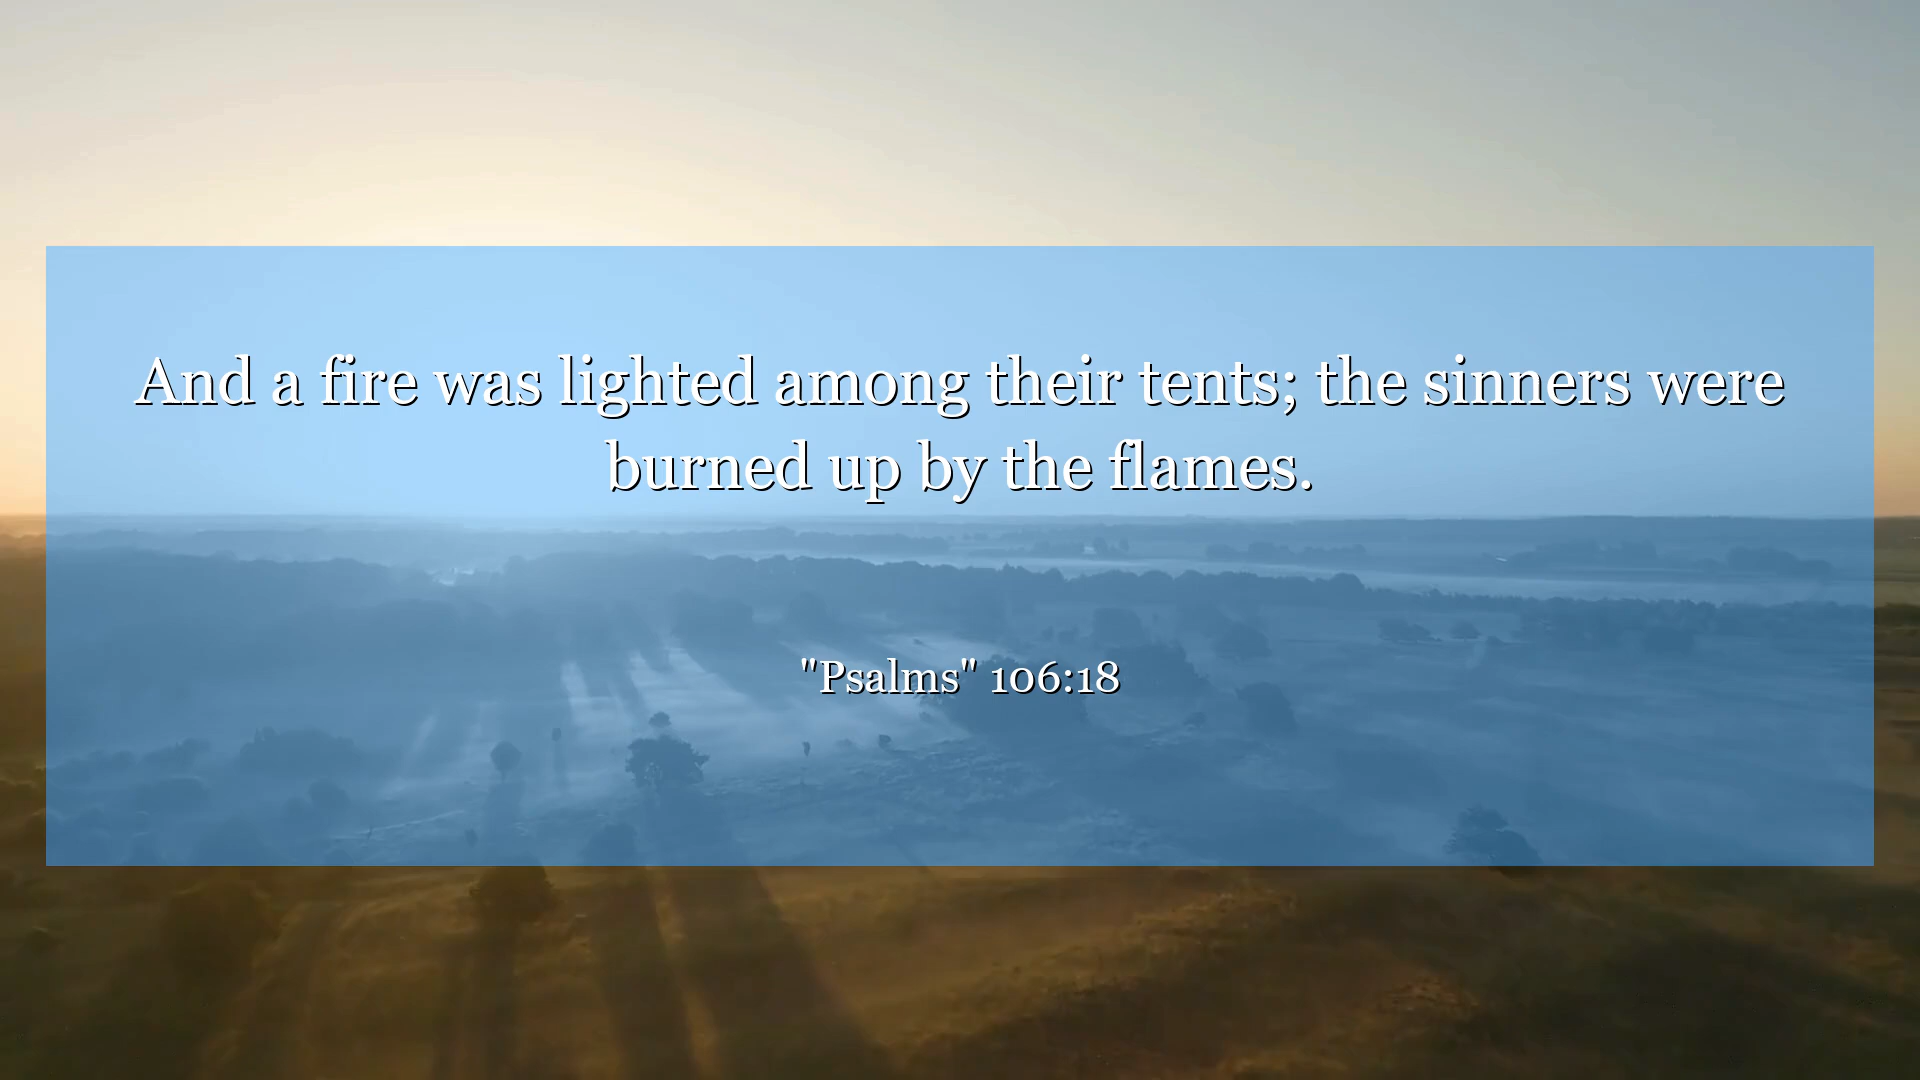 And a fire was lighted among their tents; the sinners were
burned up by the flames.
"Psalms" 106:18